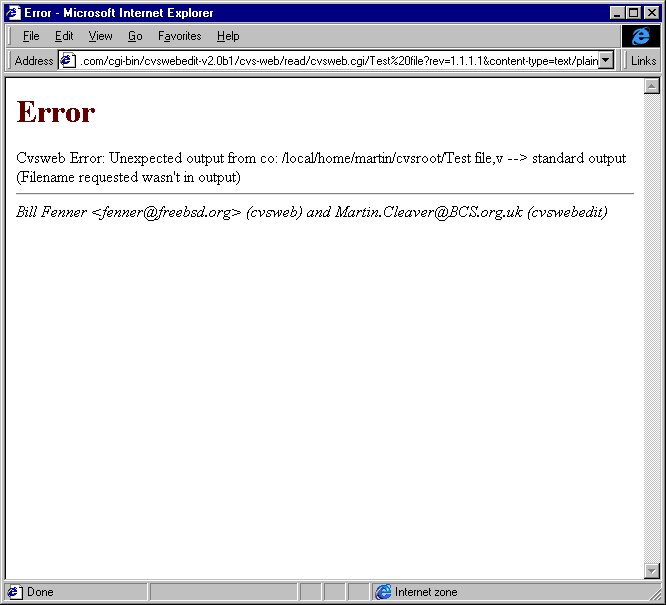 Error - Microsoft Internet Explorer
File Edit View Go Favorites Help
Address .com/cgi-bin/cvswebedit-v2.0b1/cvs-web/read/cvsweb.cgi/Test%20file?rev=1.1.1.1&content-type=text/plain Links
Error
Cvsweb Error: Unexpected output from co: /local/home/martin/cvsroot/Test file,v --> standard output
(Filename requested wasn't in output)
Bill Fenner <fenner@freebsd.org> (cvsweb) and Martin.Cleaver@BCS.org.uk (cvswebedit)
Done Internet zone